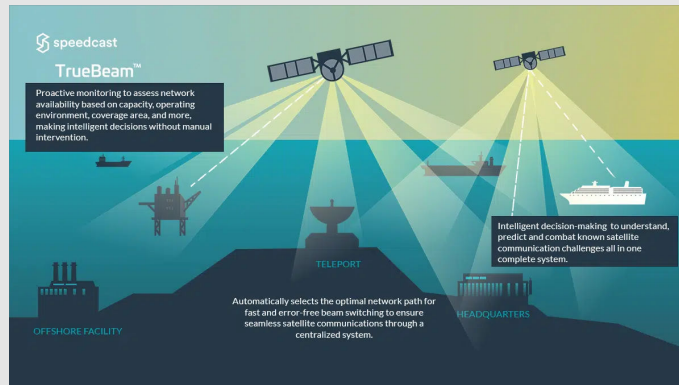 speedcast
TrueBeam™
Proactive monitoring to assess network
availability based on capacity, operating
environment, coverage area, and more,
making intelligent decisions without manual
intervention.
Intelligent decision-making to understand,
predict and combat known satellite
communication challenges all in one
complete system.
TELEPORT
Automatically selects the optimal network path for
fast and error-free beam switching to ensure
seamless satellite communications through a
centralized system.
HEADQUARTERS
OFFSHORE FACILITY